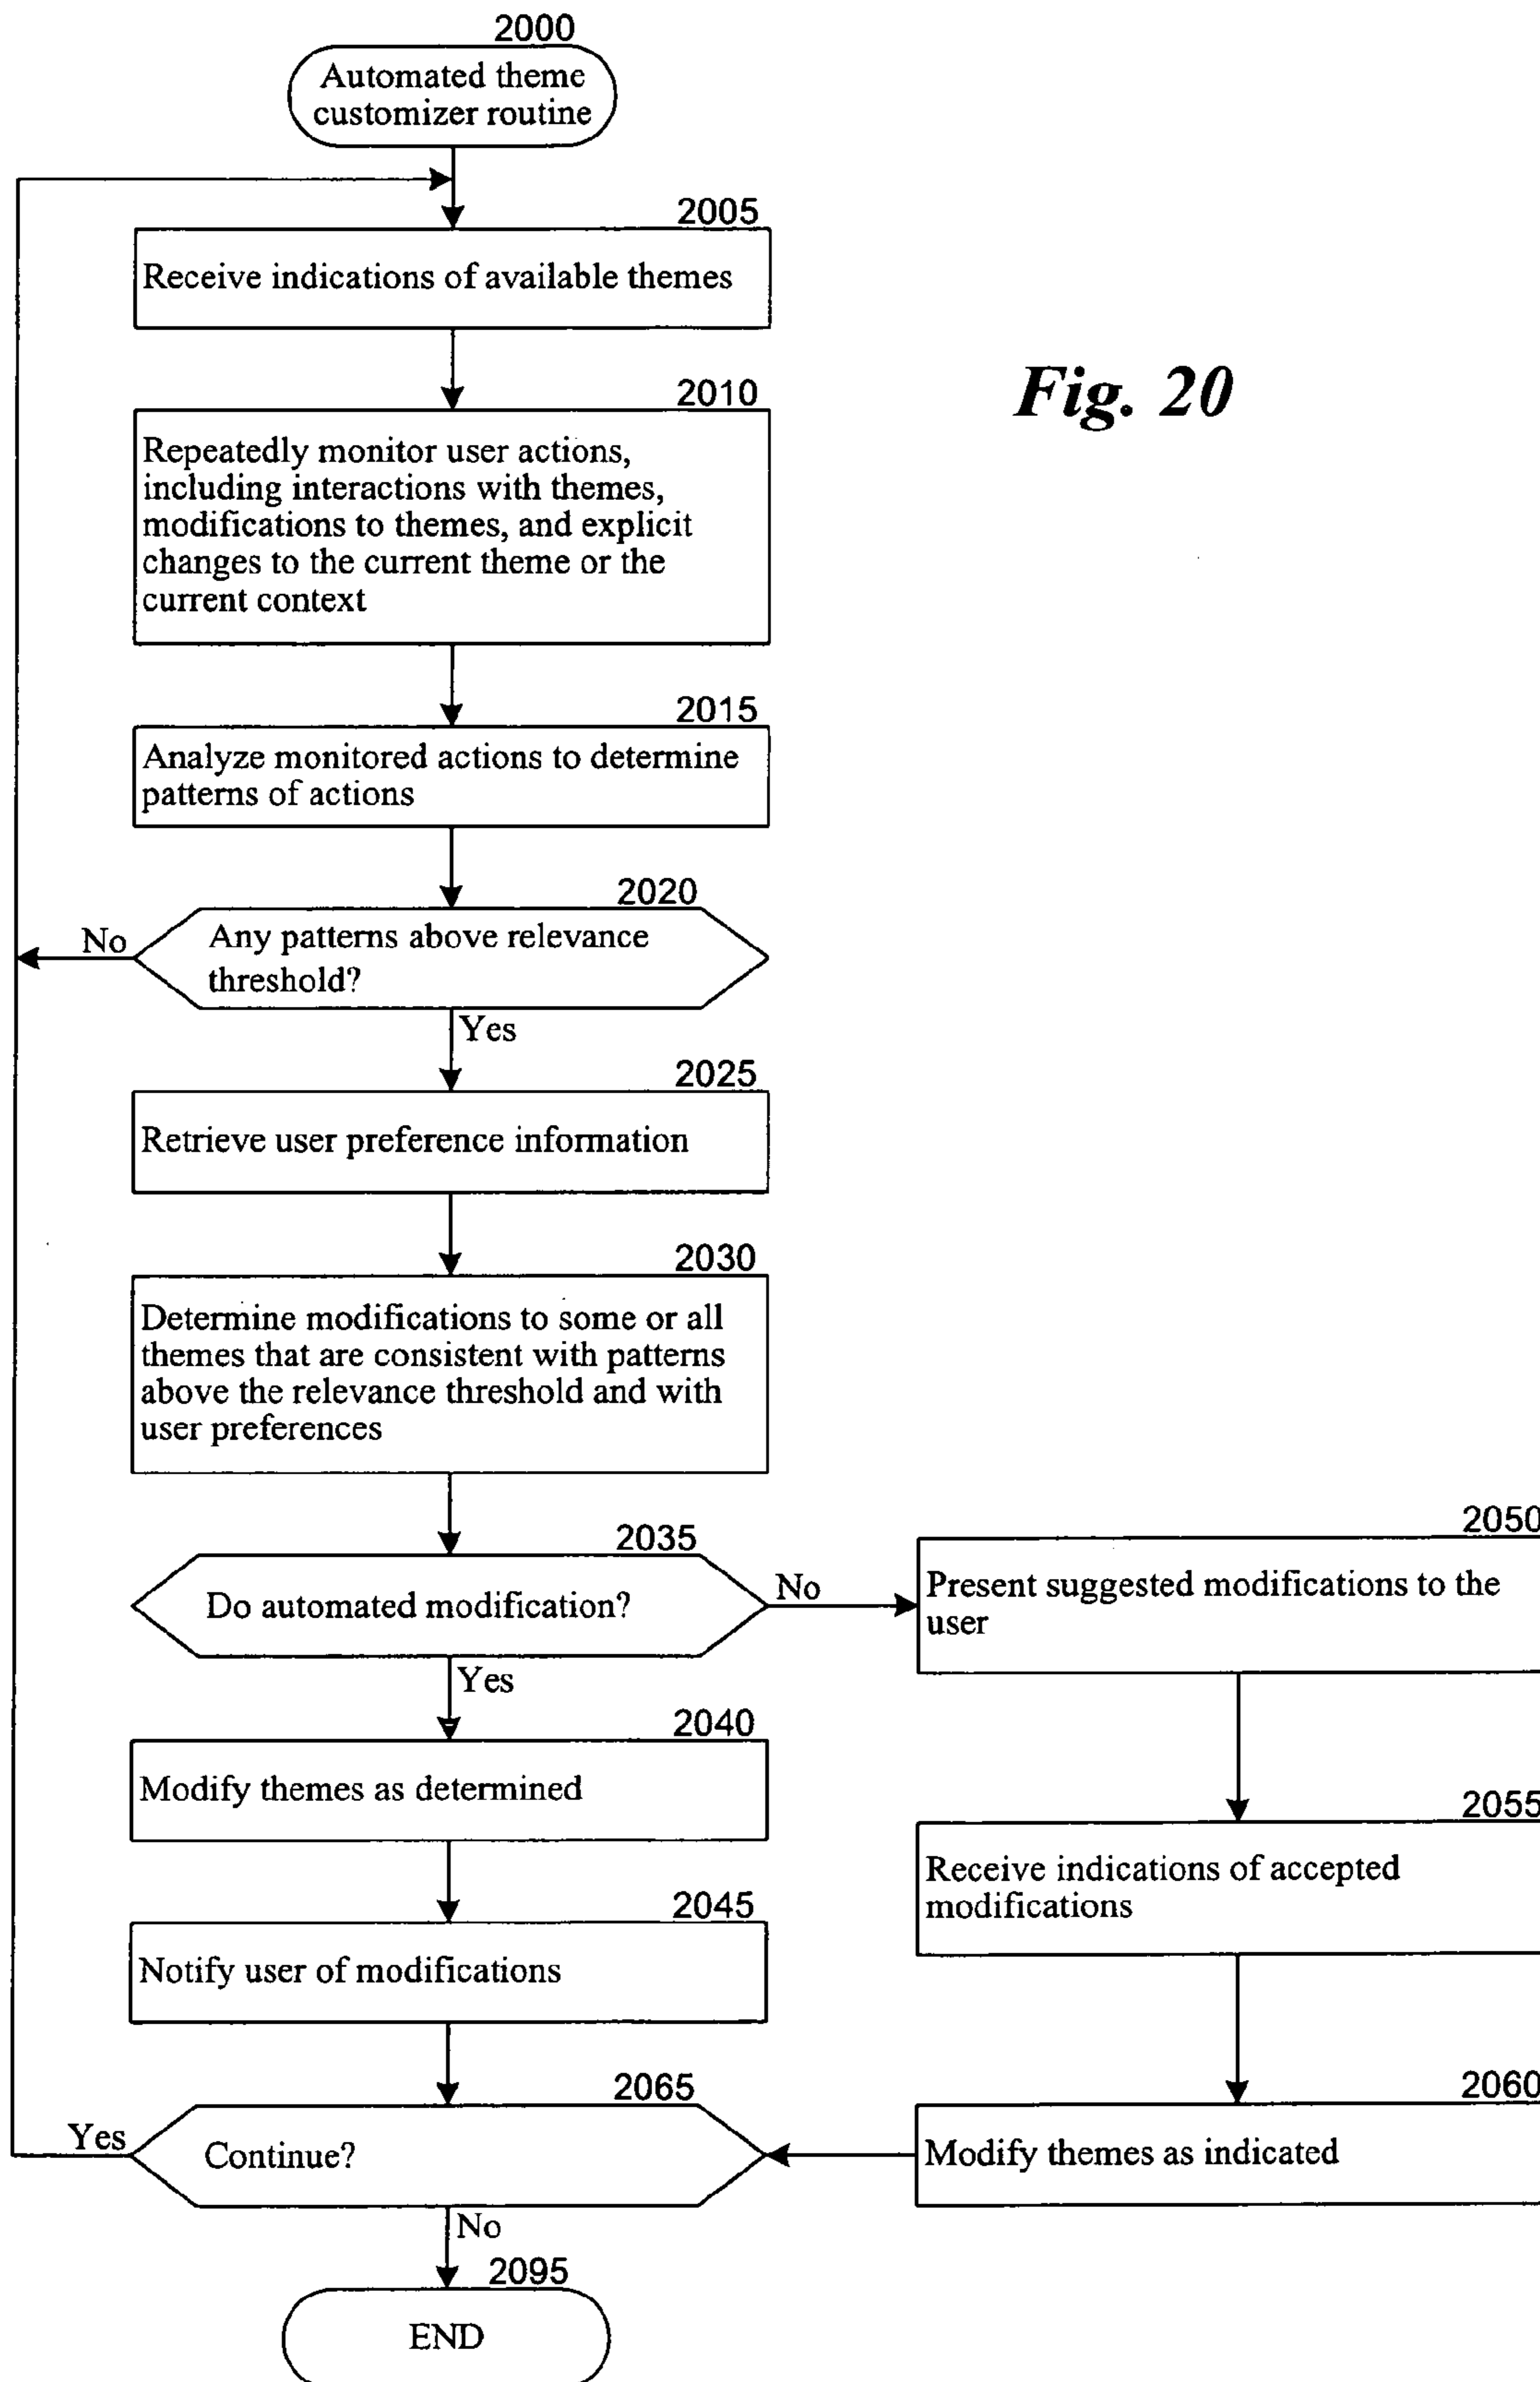 2000
Automated theme
customizer routine
2005
Receive indications of available themes
Fig. 20
2010
Repeatedly monitor user actions,
including interactions with themes,
modifications to themes, and explicit
changes to the current theme or the
current context
2015
Analyze monitored actions to determine
patterns of actions
2020
No
Any patterns above relevance
threshold?
Yes
2025
Retrieve user preference information
2030
Determine modifications to some or all
themes that are consistent with patterns
above the relevance threshold and with
user preferences
2035
Do automated modification?
No
2050
Present suggested modifications to the
user
Yes
2040
Modify themes as determined
2055
Receive indications of accepted
modifications
2045
Notify user of modifications
2065
Yes
Continue?
2060
Modify themes as indicated
No
2095
END